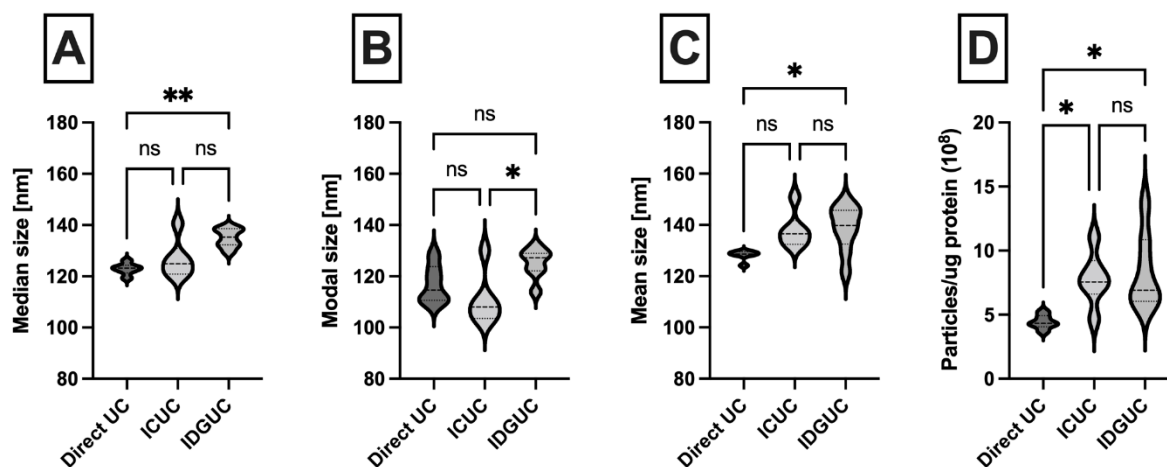 A
B
C
D
Median size [nm]
180
160
140
120
100
80
**
ns
ns
Direct UC
ICUC
IDGUC
Modal size [nm]
180
160
140
120
100
80
ns
ns
*
Direct UC
ICUC
IDGUC
Mean size [nm]
180
160
140
120
100
80
*
ns
ns
Direct UC
ICUC
IDGUC
Particles/ug protein (10⁸)
20
15
10
5
0
*
*
ns
Direct UC
ICUC
IDGUC